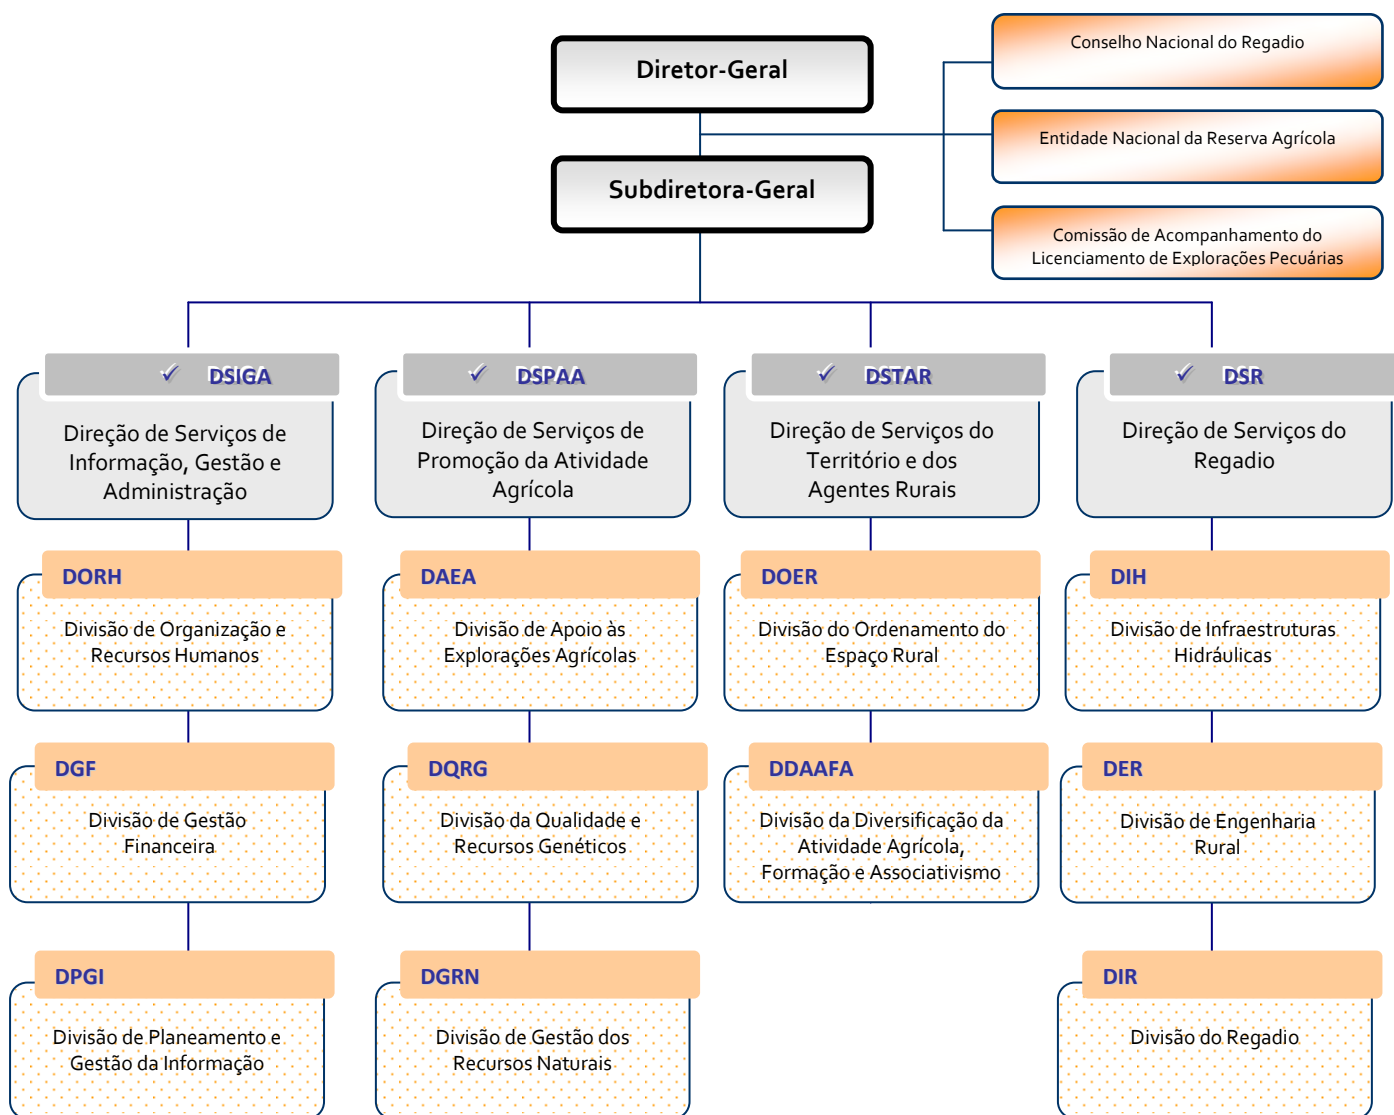 Diretor-Geral
Conselho Nacional do Regadio
Entidade Nacional da Reserva Agrícola
Subdiretora-Geral
Comissão de Acompanhamento do
Licenciamento de Explorações Pecuárias
✓ DSIGA
Direção de Serviços de
Informação, Gestão e
Administração
✓ DSPAA
Direção de Serviços de
Promoção da Atividade
Agrícola
✓ DSTAR
Direção de Serviços do
Território e dos
Agentes Rurais
✓ DSR
Direção de Serviços do
Regadio
DORH
Divisão de Organização e
Recursos Humanos
DAEA
Divisão de Apoio às
Explorações Agrícolas
DOER
Divisão do Ordenamento do
Espaço Rural
DIH
Divisão de Infraestruturas
Hidráulicas
DGF
Divisão de Gestão
Financeira
DQRG
Divisão da Qualidade e
Recursos Genéticos
DDAAFA
Divisão da Diversificação da
Atividade Agrícola,
Formação e Associativismo
DER
Divisão de Engenharia
Rural
DPGI
Divisão de Planeamento e
Gestão da Informação
DGRN
Divisão de Gestão dos
Recursos Naturais
DIR
Divisão do Regadio